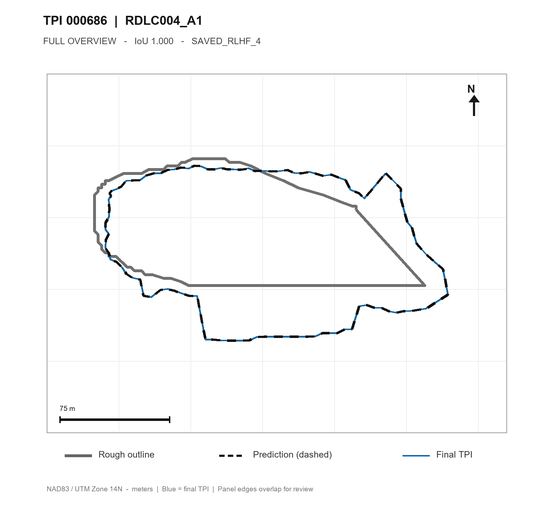 TPI 000686 | RDLC004_A1
FULL OVERVIEW - IoU 1.000 - SAVED_RLHF_4
N
75 m
Rough outline Prediction (dashed) Final TPI
NAD83 / UTM Zone 14N - meters | Blue = final TPI | Panel edges overlap for review